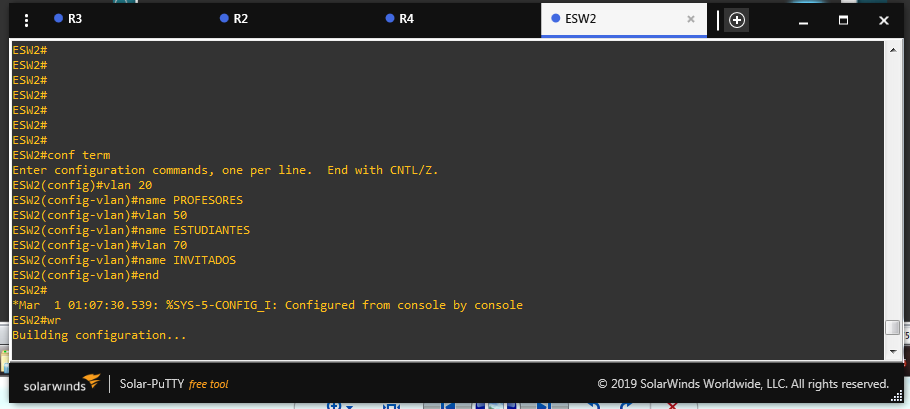 R3 R2 R4 ESW2
ESW2#
ESW2#
ESW2#
ESW2#
ESW2#
ESW2#
ESW2#
ESW2#conf term
Enter configuration commands, one per line.  End with CNTL/Z.
ESW2(config)#vlan 20
ESW2(config-vlan)#name PROFESORES
ESW2(config-vlan)#vlan 50
ESW2(config-vlan)#name ESTUDIANTES
ESW2(config-vlan)#vlan 70
ESW2(config-vlan)#name INVITADOS
ESW2(config-vlan)#end
ESW2#
*Mar  1 01:07:30.539: %SYS-5-CONFIG_I: Configured from console by console
ESW2#wr
Building configuration...
solarwinds Solar-PuTTY free tool © 2019 SolarWinds Worldwide, LLC. All rights reserved.